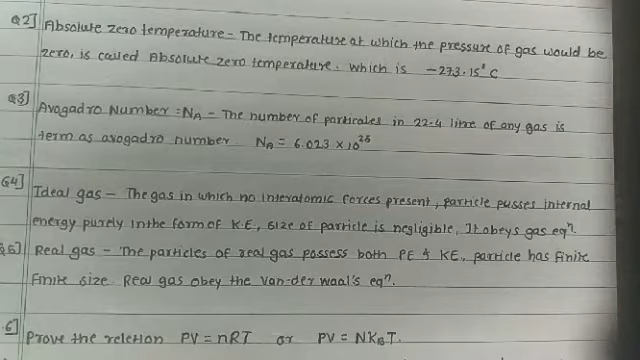 Q2] Absolute zero temperature - The temperature at which the pressure of gas would be
zero, is called Absolute zero temperature. which is -273.15°C
Q3] Avogadro Number : NA - The number of particales in 22.4 litre of any gas is
term as avogadro number NA = 6.023 × 10^26
Q4] Ideal gas - The gas in which no interatomic forces present, particle pusses internal
energy purely in the form of K.E, size of particle is negligible, It obeys gas eqⁿ.
Q5] Real gas - The particles of real gas possess both PE & KE, particle has finite
finite size. Real gas obey the Van-der waal's eqⁿ.
6] Prove the reletion PV = nRT or PV = NKBT.